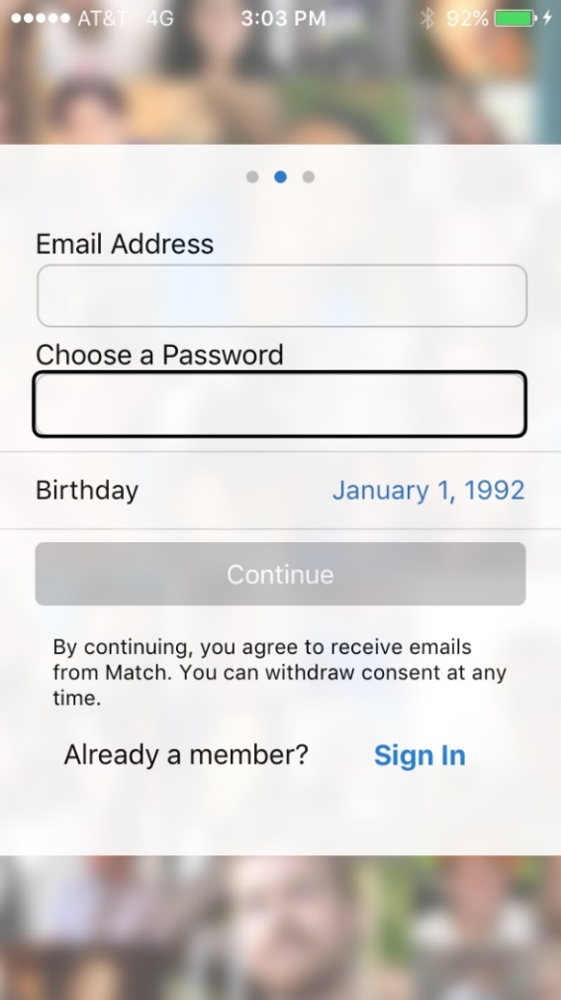 AT&T 4G 3:03 PM 92%
Email Address
Choose a Password
Birthday January 1, 1992
Continue
By continuing, you agree to receive emails
from Match. You can withdraw consent at any
time.
Already a member? Sign In